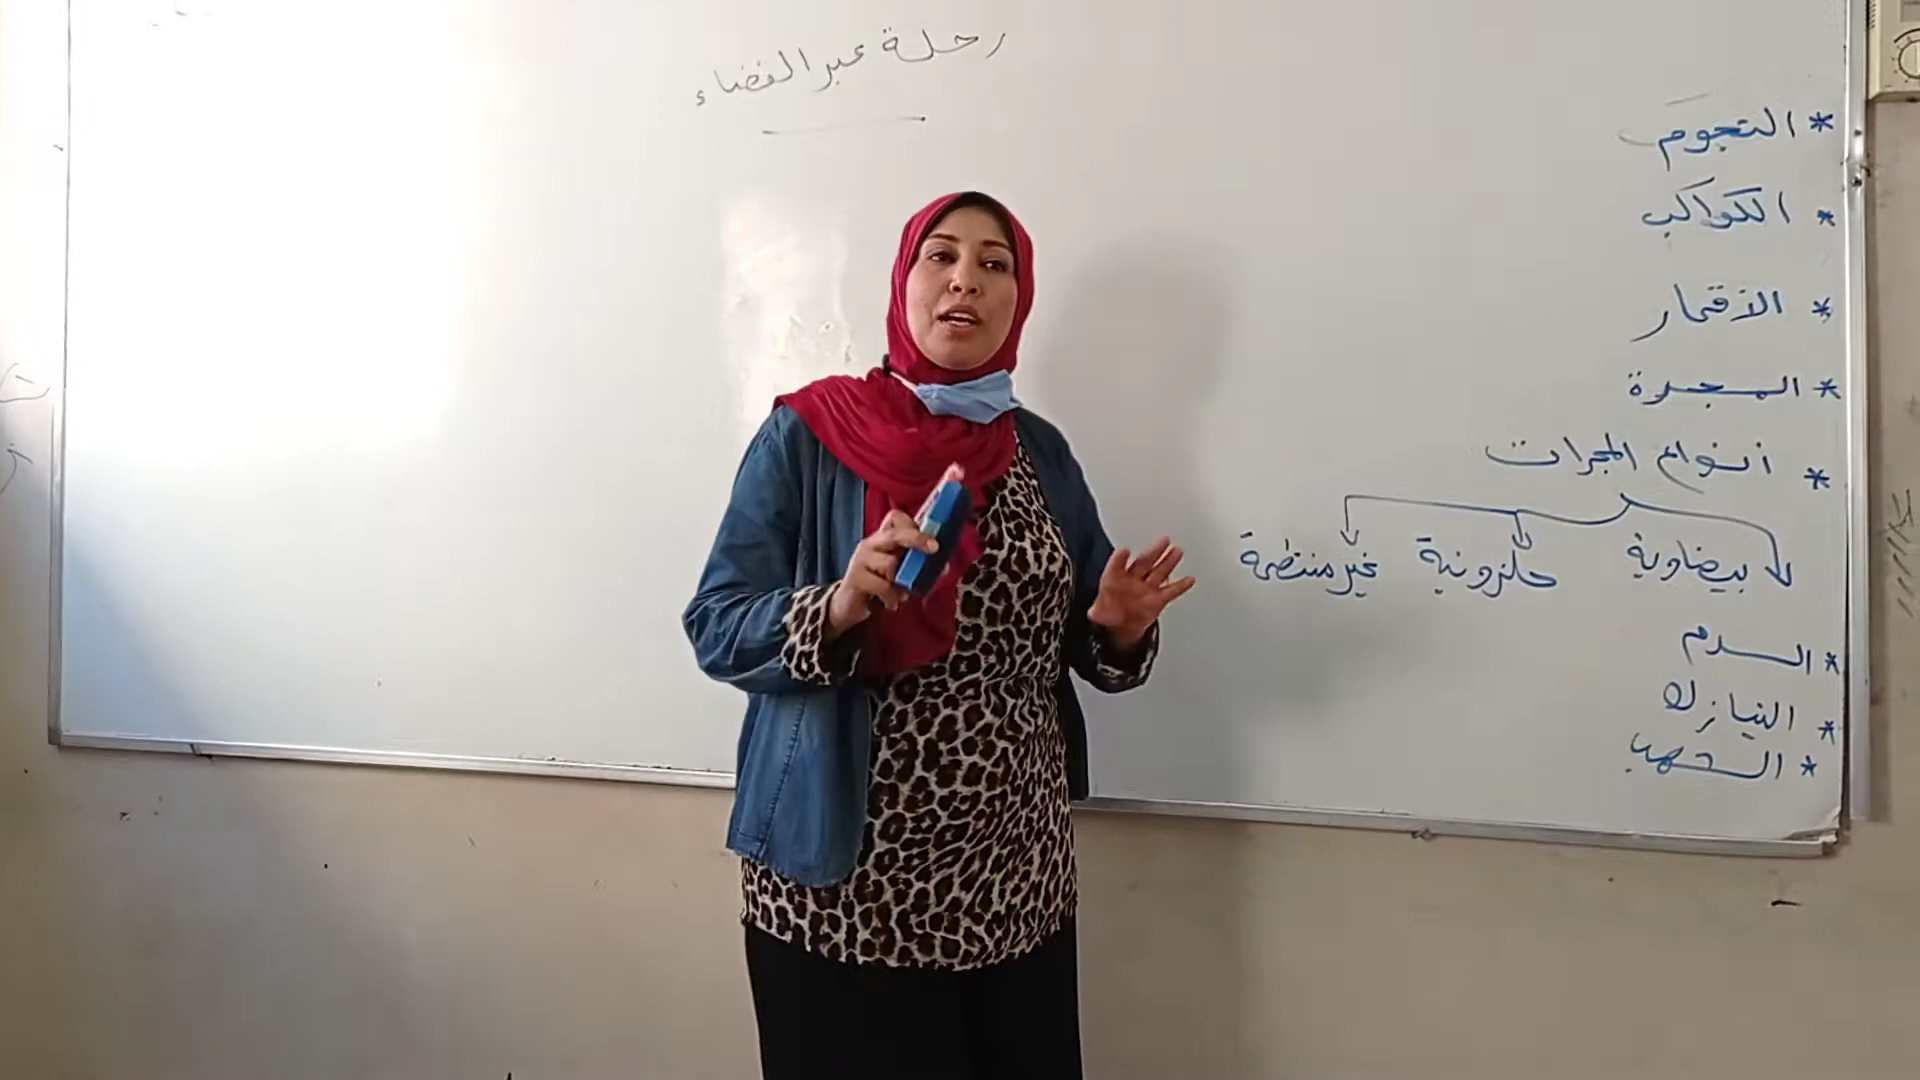 رحلة عبر الفضاء
* النجوم
* الكواكب
* الأقمار
* المجرة
* أنواع المجرات
بيضاوية حلزونية غير منتظمة
* السدم
* النيازك
* الشهب